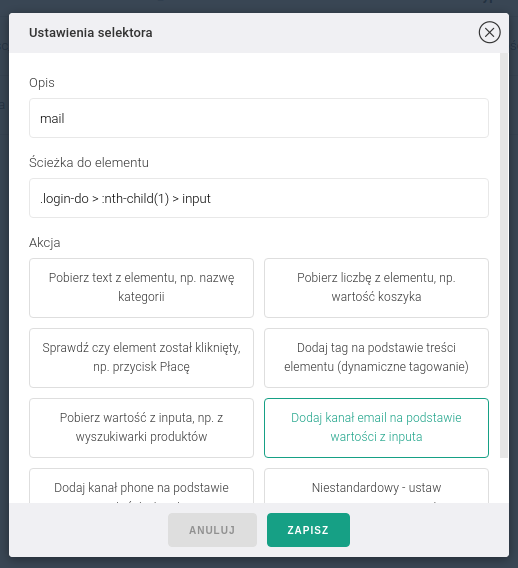 Ustawienia selektora
Opis
mail
Ścieżka do elementu
.login-do > :nth-child(1) > input
Akcja
Pobierz text z elementu, np. nazwę
kategorii
Pobierz liczbę z elementu, np.
wartość koszyka
Sprawdź czy element został kliknięty,
np. przycisk Płacę
Dodaj tag na podstawie treści
elementu (dynamiczne tagowanie)
Pobierz wartość z inputa, np. z
wyszukiwarki produktów
Dodaj kanał email na podstawie
wartości z inputa
Dodaj kanał phone na podstawie
Niestandardowy - ustaw
ANULUJ
ZAPISZ